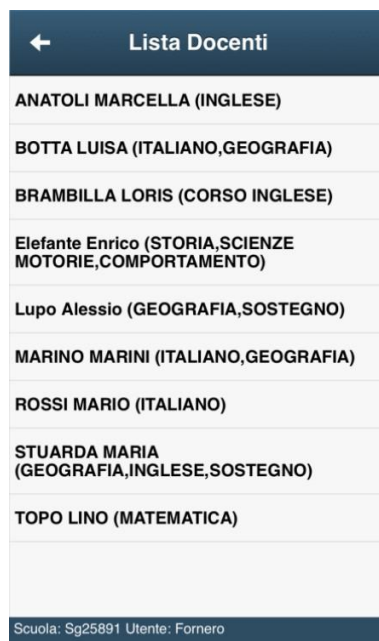 Lista Docenti
ANATOLI MARCELLA (INGLESE)
BOTTA LUISA (ITALIANO,GEOGRAFIA)
BRAMBILLA LORIS (CORSO INGLESE)
Elefante Enrico (STORIA,SCIENZE
MOTORIE,COMPORTAMENTO)
Lupo Alessio (GEOGRAFIA,SOSTEGNO)
MARINO MARINI (ITALIANO,GEOGRAFIA)
ROSSI MARIO (ITALIANO)
STUARDA MARIA
(GEOGRAFIA,INGLESE,SOSTEGNO)
TOPO LINO (MATEMATICA)
Scuola: Sg25891 Utente: Fornero